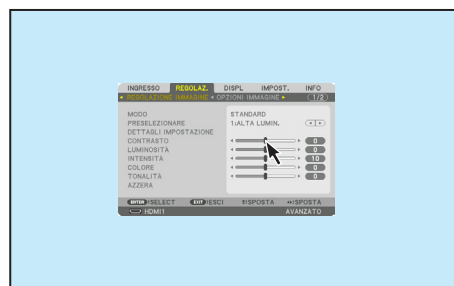 INGRESSO REGOLAZ. DISPL IMPOST. INFO
REGOLAZIONE IMMAGINE OPZIONI IMMAGINE (1/2)
MODO STANDARD
PRESELEZIONARE 1:ALTA LUMIN.
DETTAGLI IMPOSTAZIONE
CONTRASTO 0
LUMINOSITÀ 0
INTENSITÀ 10
COLORE 0
TONALITÀ 0
AZZERA
ENTER:SELECT EXIT:ESCI :SPOSTA :SPOSTA
HDMI1 AVANZATO